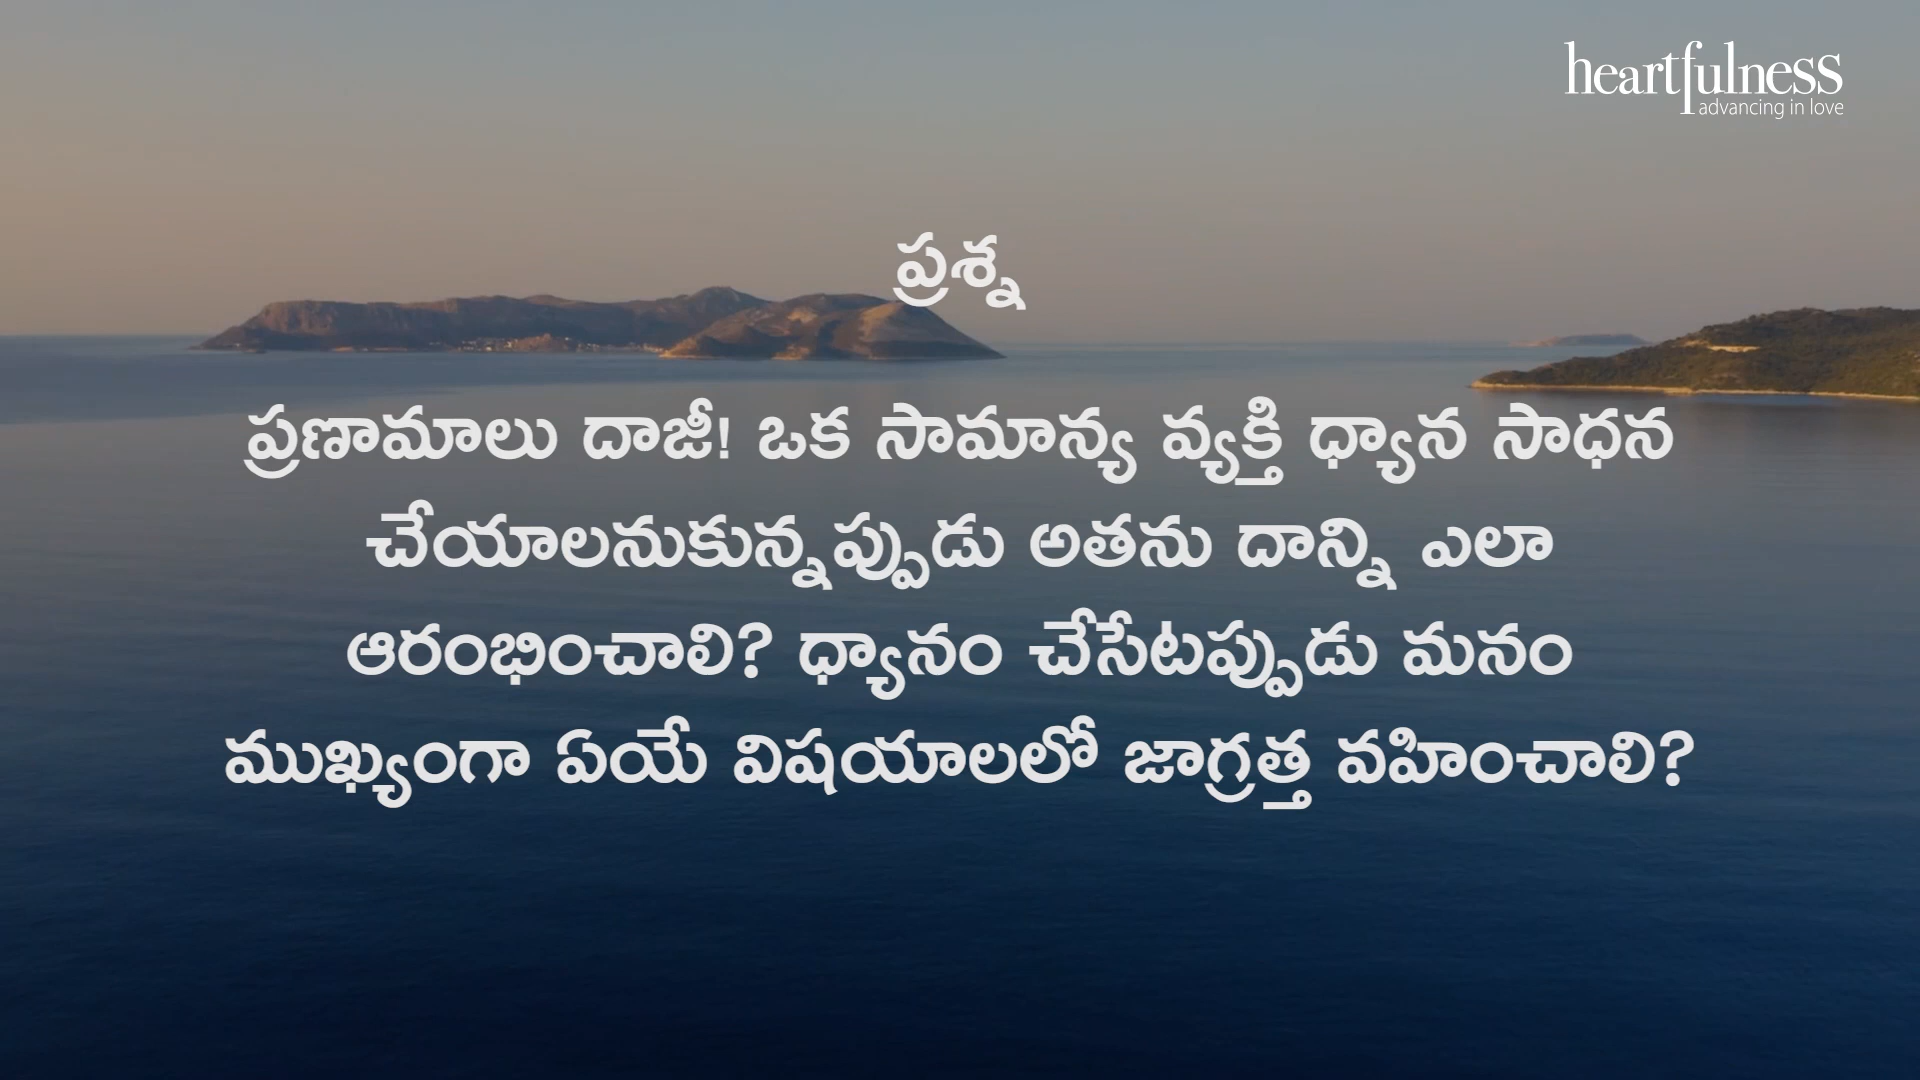 heartfulness
advancing in love
ప్రశ్న
ప్రణామాలు దాజీ! ఒక సామాన్య వ్యక్తి ధ్యాన సాధన
చేయాలనుకున్నప్పుడు అతను దాన్ని ఎలా
ఆరంభించాలి? ధ్యానం చేసేటప్పుడు మనం
ముఖ్యంగా ఏయే విషయాలలో జాగ్రత్త వహించాలి?